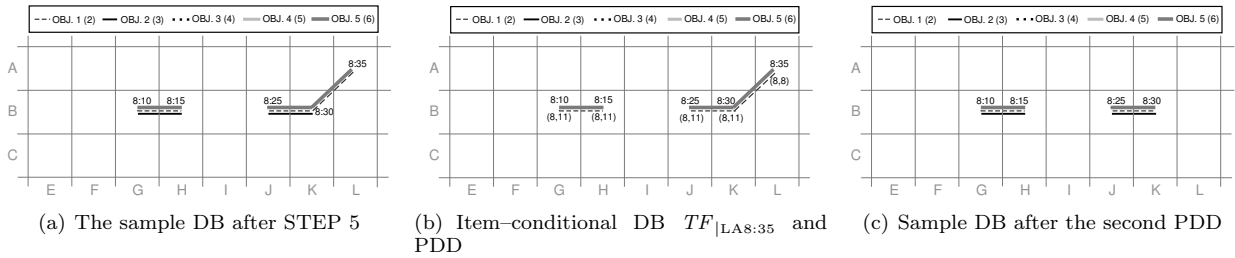 OBJ. 1 (2) OBJ. 2 (3) OBJ. 3 (4) OBJ. 4 (5) OBJ. 5 (6)
A
B
C
E F G H I J K L
8:10 8:15 8:25 8:30 8:35
(a) The sample DB after STEP 5
OBJ. 1 (2) OBJ. 2 (3) OBJ. 3 (4) OBJ. 4 (5) OBJ. 5 (6)
A
B
C
E F G H I J K L
8:10 8:15 8:25 8:30 8:35
(8,11) (8,11) (8,11) (8,11) (8,8)
(b) Item–conditional DB TF|LA8:35 and
PDD
OBJ. 1 (2) OBJ. 2 (3) OBJ. 3 (4) OBJ. 4 (5) OBJ. 5 (6)
A
B
C
E F G H I J K L
8:10 8:15 8:25 8:30
(c) Sample DB after the second PDD